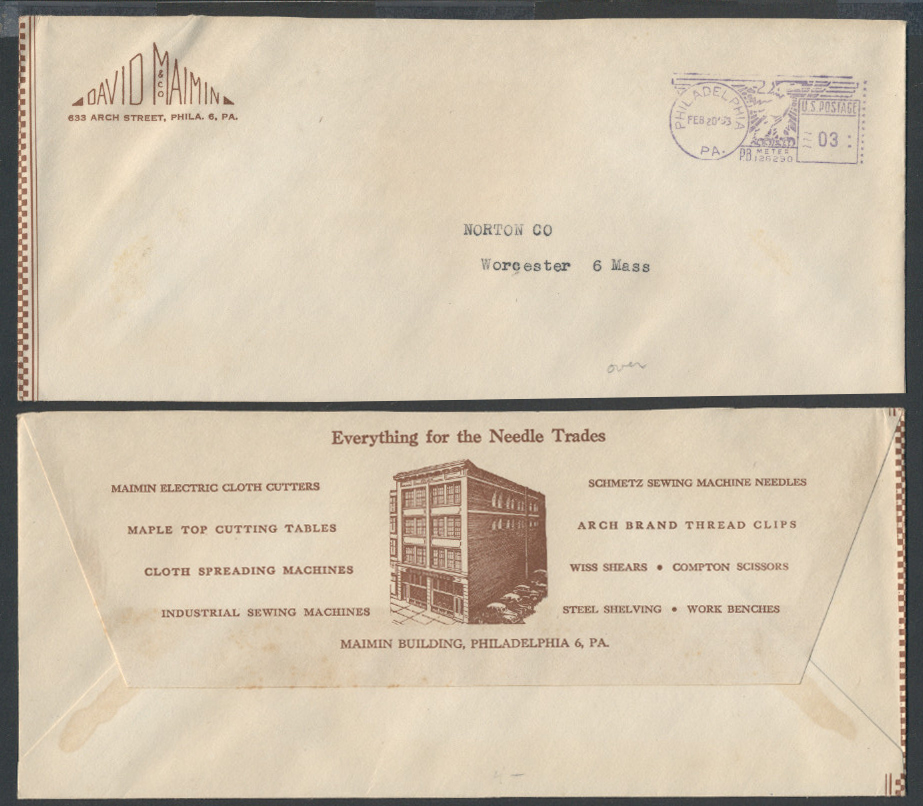 DAVID MAIMIN & CO
633 ARCH STREET, PHILA. 6, PA.
PHILADELPHIA
FEB 20 '53
PA.
U.S. POSTAGE
03
P.B. METER
126290
NORTON CO
Worcester 6 Mass
over
Everything for the Needle Trades
MAIMIN ELECTRIC CLOTH CUTTERS
MAPLE TOP CUTTING TABLES
CLOTH SPREADING MACHINES
INDUSTRIAL SEWING MACHINES
SCHMETZ SEWING MACHINE NEEDLES
ARCH BRAND THREAD CLIPS
WISS SHEARS • COMPTON SCISSORS
STEEL SHELVING • WORK BENCHES
MAIMIN BUILDING, PHILADELPHIA 6, PA.